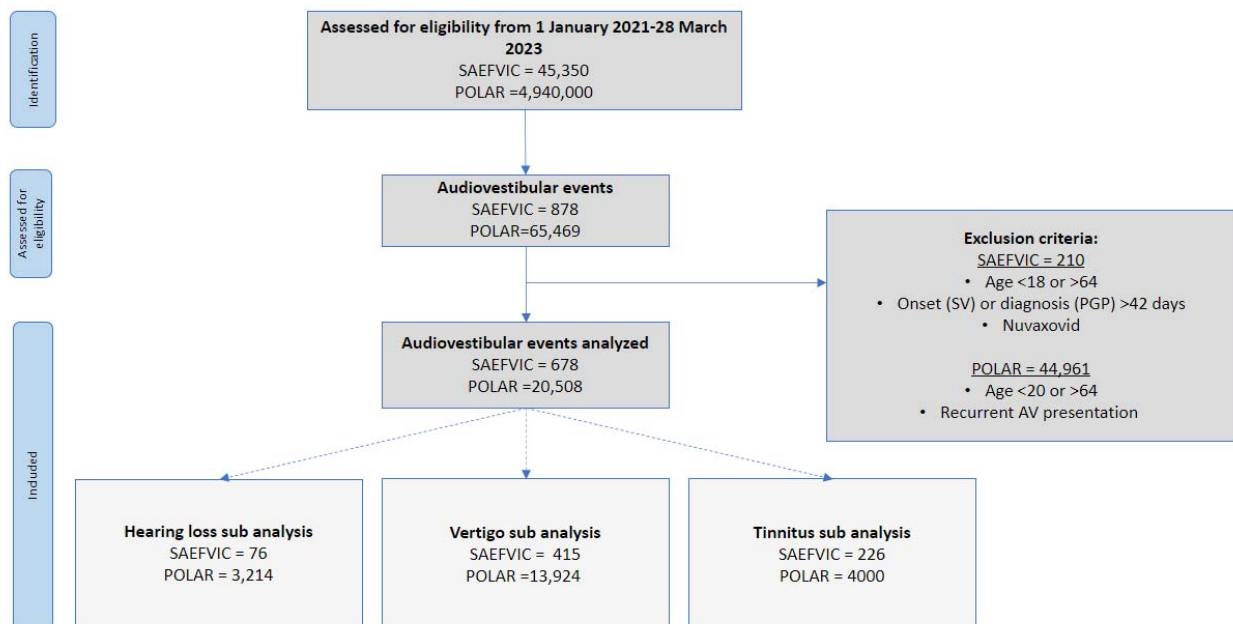 Identification
Assessed for eligibility from 1 January 2021-28 March
2023
SAEFVIC = 45,350
POLAR =4,940,000
Assessed for
eligibility
Audiovestibular events
SAEFVIC = 878
POLAR=65,469
Exclusion criteria:
SAEFVIC = 210
• Age <18 or >64
• Onset (SV) or diagnosis (PGP) >42 days
• Nuvaxovid
POLAR = 44,961
• Age <20 or >64
• Recurrent AV presentation
Included
Audiovestibular events analyzed
SAEFVIC = 678
POLAR =20,508
Hearing loss sub analysis
SAEFVIC = 76
POLAR = 3,214
Vertigo sub analysis
SAEFVIC = 415
POLAR =13,924
Tinnitus sub analysis
SAEFVIC = 226
POLAR = 4000